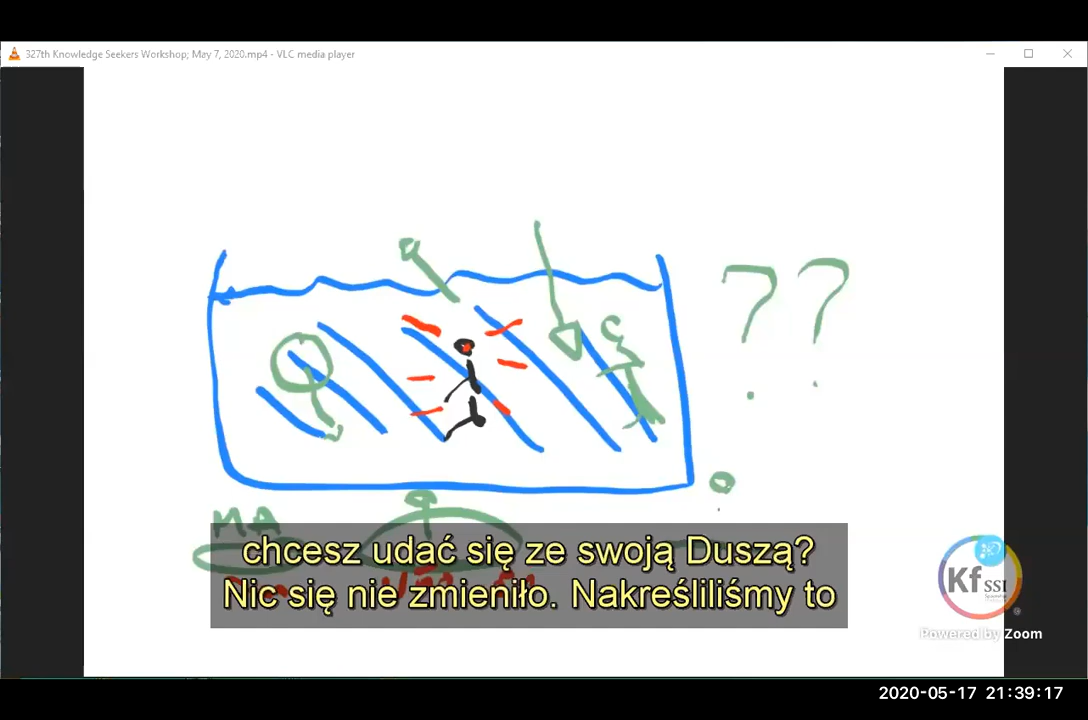 327th Knowledge Seekers Workshop; May 7, 2020.mp4 - VLC media player
? ?
MA
chcesz udać się ze swoją Duszą?
Nic się nie zmieniło. Nakreśliliśmy to
Kf SSI
Powered by Zoom
2020-05-17 21:39:17